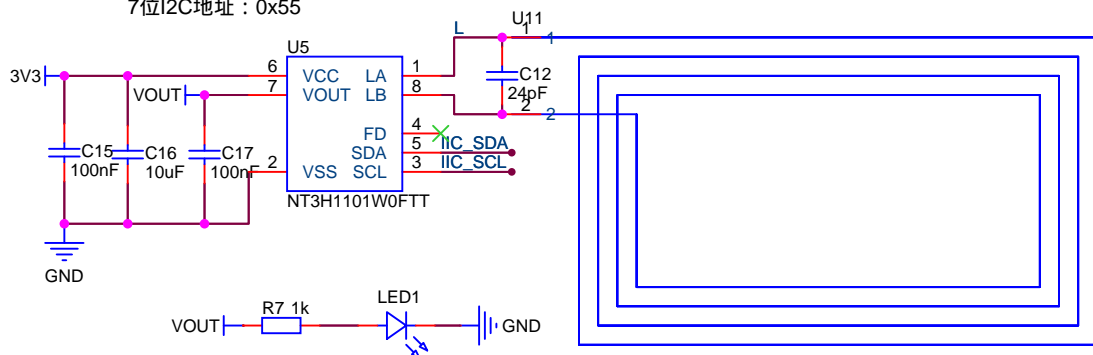 7位I2C地址：0x55
U11
L
1
1
U5
3V3
6
VCC
LA
1
C12
24pF
VOUT
7
VOUT
LB
8
2
2
FD
4
C15
100nF
C16
10uF
C17
100nF
SDA
5
IIC_SDA
2
VSS
SCL
3
IIC_SCL
NT3H1101W0FTT
GND
LED1
R7 1k
VOUT
GND